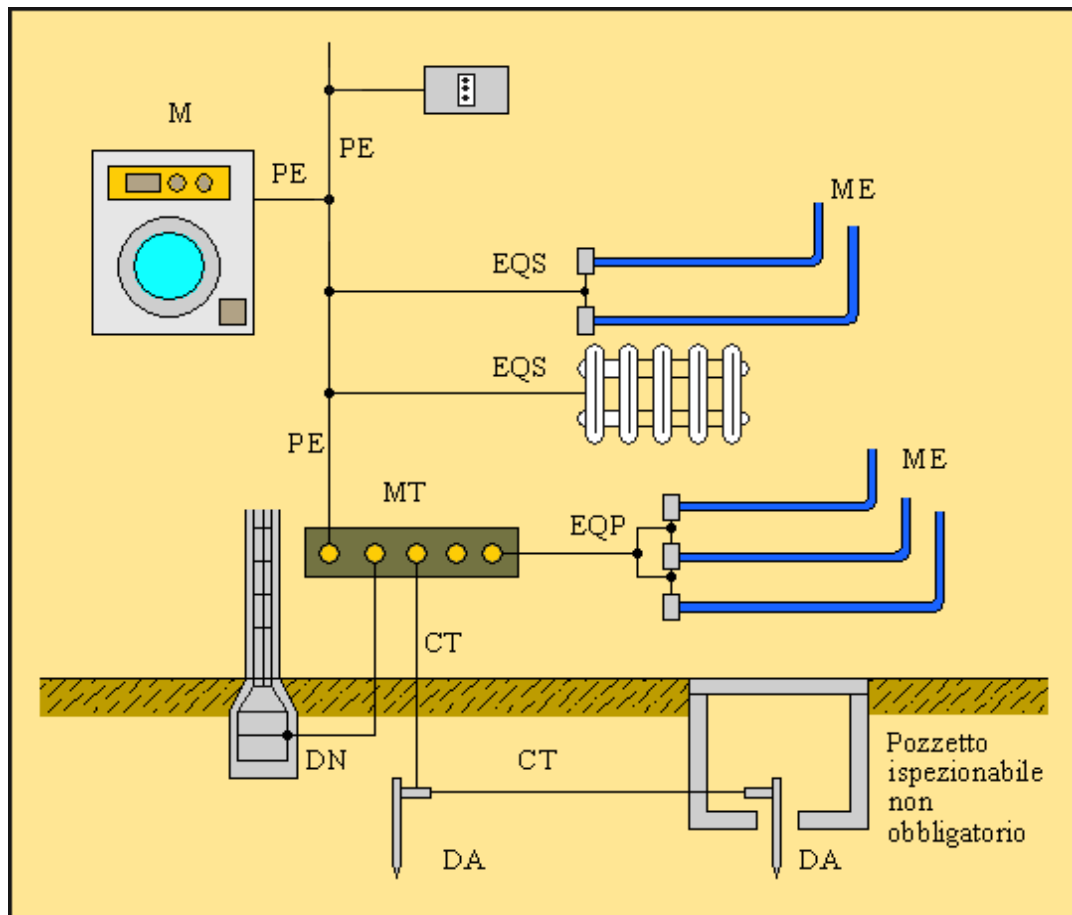 M
PE
PE
ME
EQS
EQS
PE
ME
MT
EQP
CT
DN
CT
Pozzetto
ispezionabile
non
obbligatorio
DA
DA